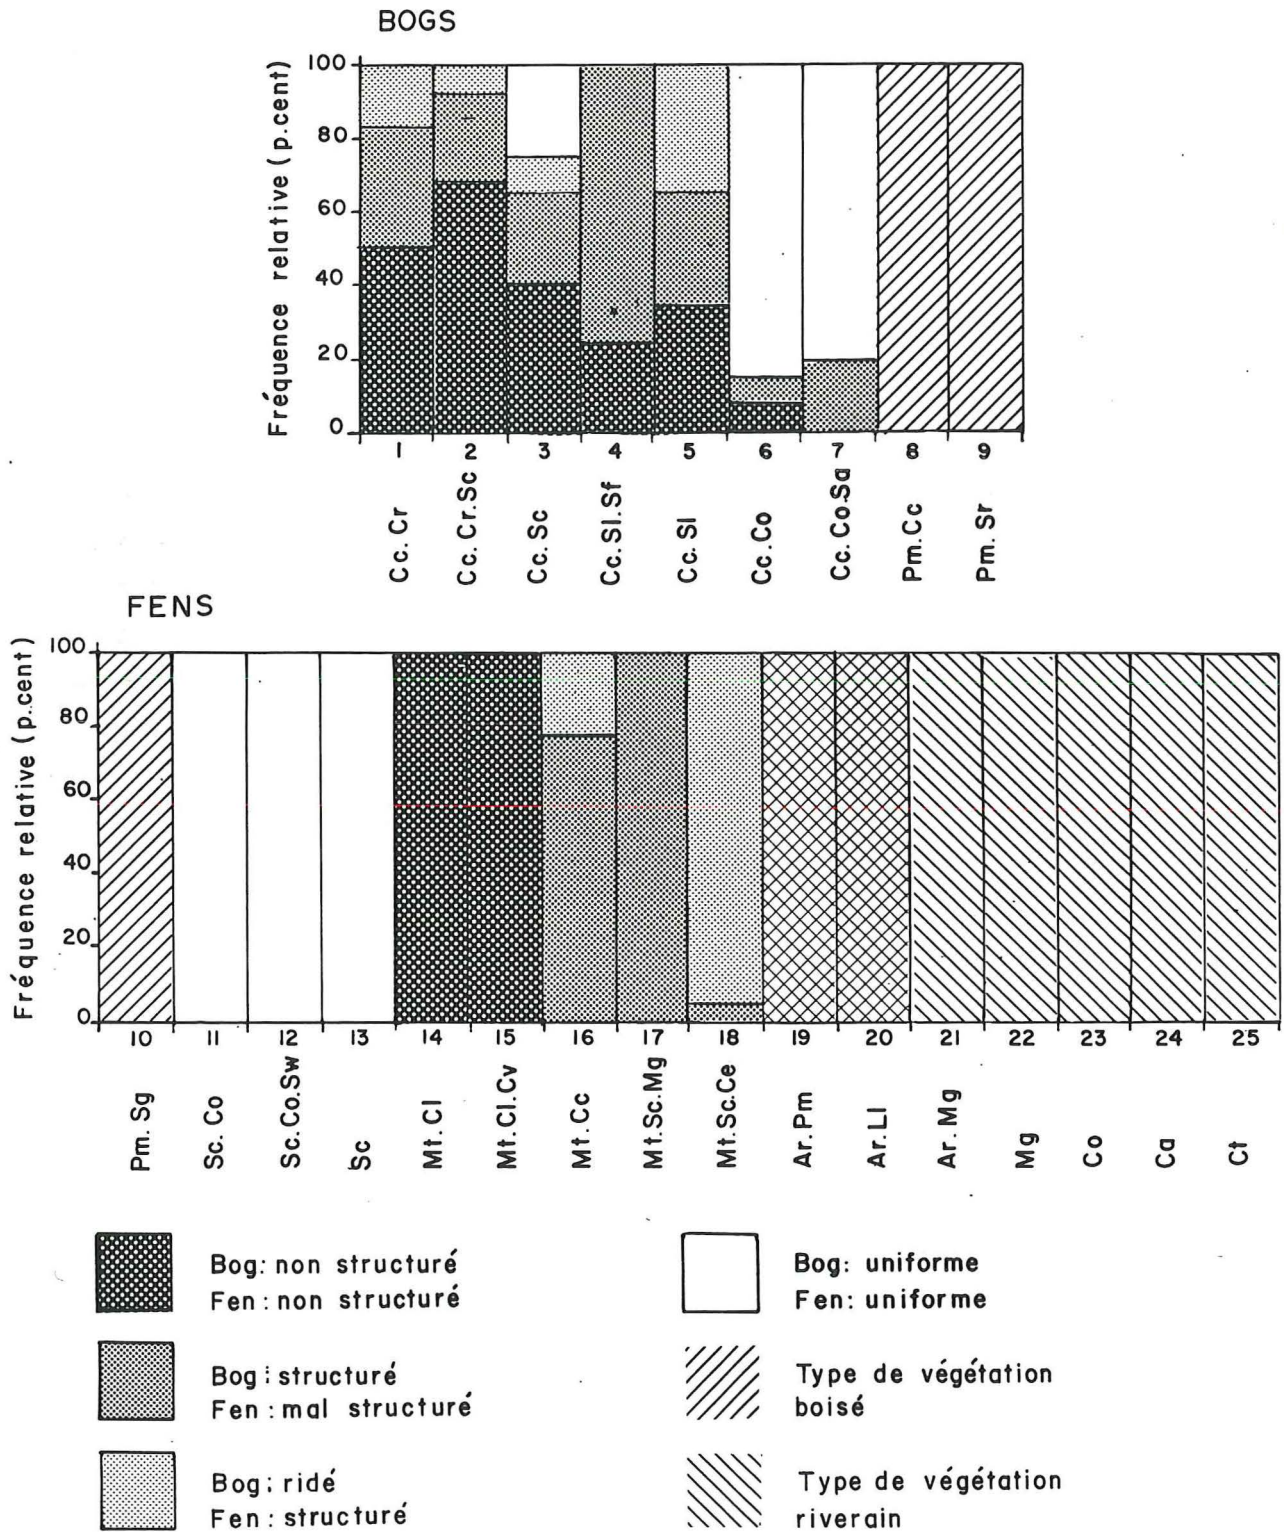 BOGS
Fréquence relative (p.cent)
100
80
60
40
20
0
1 2 3 4 5 6 7 8 9
Cc. Cr
Cc. Cr. Sc
Cc. Sc
Cc. Sl. Sf
Cc. Sl
Cc. Co
Cc. Co.Sa
Pm. Cc
Pm. Sr
FENS
Fréquence relative (p.cent)
100
80
60
40
20
0
10 11 12 13 14 15 16 17 18 19 20 21 22 23 24 25
Pm. Sg
Sc. Co
Sc. Co. Sw
Sc
Mt. Cl
Mt. Cl. Cv
Mt. Cc
Mt. Sc. Mg
Mt. Sc. Ce
Ar. Pm
Ar. Ll
Ar. Mg
Mg
Co
Ca
Ct
Bog: non structuré
Fen: non structuré
Bog: structuré
Fen: mal structuré
Bog: ridé
Fen: structuré
Bog: uniforme
Fen: uniforme
Type de végétation
boisé
Type de végétation
riverain